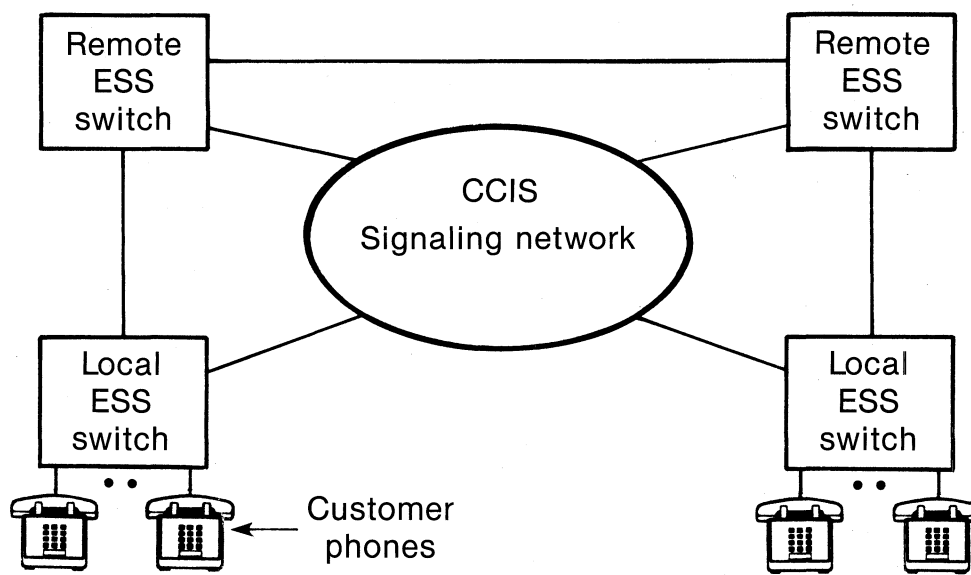 Remote
ESS
switch
Remote
ESS
switch
CCIS
Signaling network
Local
ESS
switch
Local
ESS
switch
Customer
phones